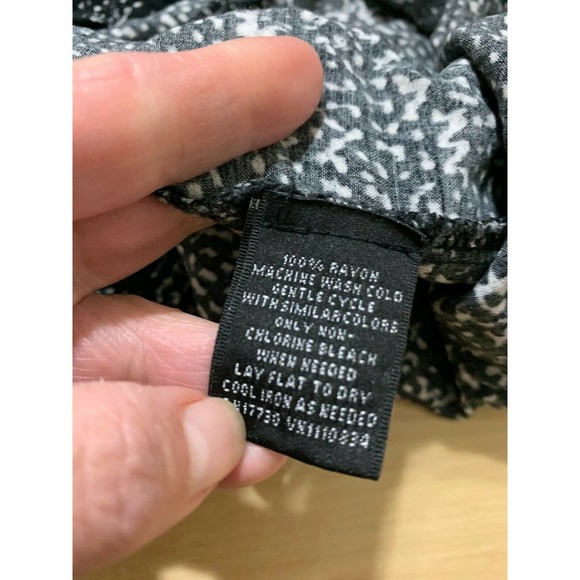 100% RAYON
MACHINE WASH COLD
GENTLE CYCLE
WITH SIMILAR COLORS
ONLY NON-
CHLORINE BLEACH
WHEN NEEDED
LAY FLAT TO DRY
COOL IRON AS NEEDED
VN1110834